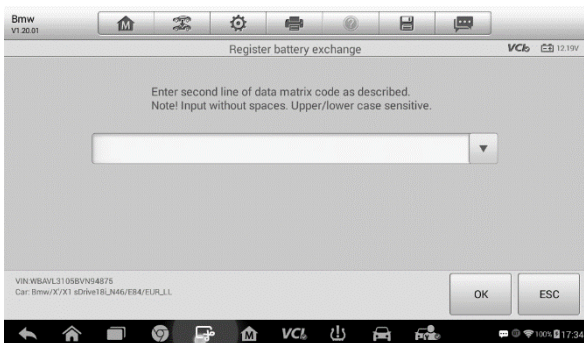 Bmw
V1.20.01
M
Register battery exchange
VCI
12.19V
Enter second line of data matrix code as described.
Note! Input without spaces. Upper/lower case sensitive.
VIN:WBAVL3105BVN94875
Car: Bmw/X'/X1 sDrive18i_N46/E84/EUR_LL
OK
ESC
M
VCI
100%
17:34